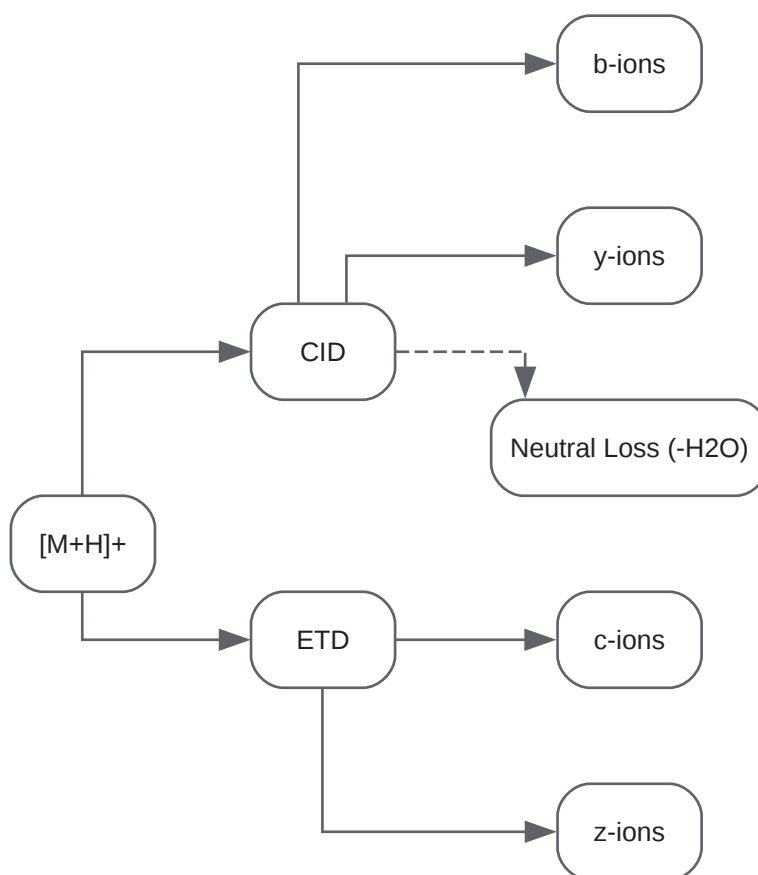 b-ions
y-ions
CID
Neutral Loss (-H2O)
[M+H]+
ETD
c-ions
z-ions